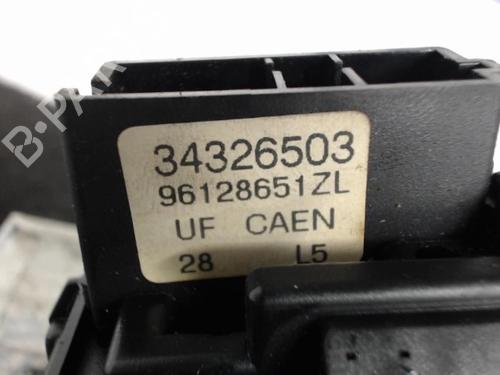 34326503
96128651ZL
UF CAEN
28 L5
B-PARTS